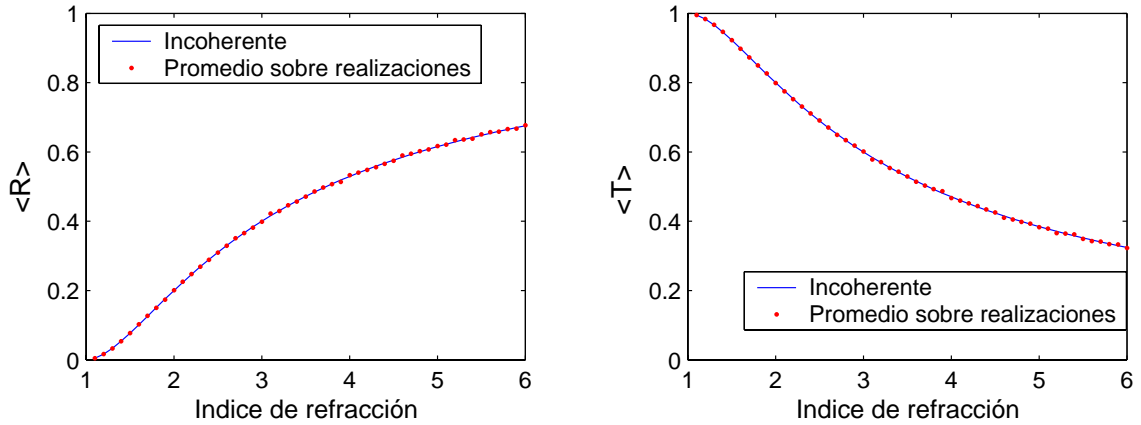 1
0.8
0.6
0.4
0.2
0
<R>
Incoherente
Promedio sobre realizaciones
1 2 3 4 5 6
Indice de refracción
1
0.8
0.6
0.4
0.2
0
<T>
Incoherente
Promedio sobre realizaciones
1 2 3 4 5 6
Indice de refracción